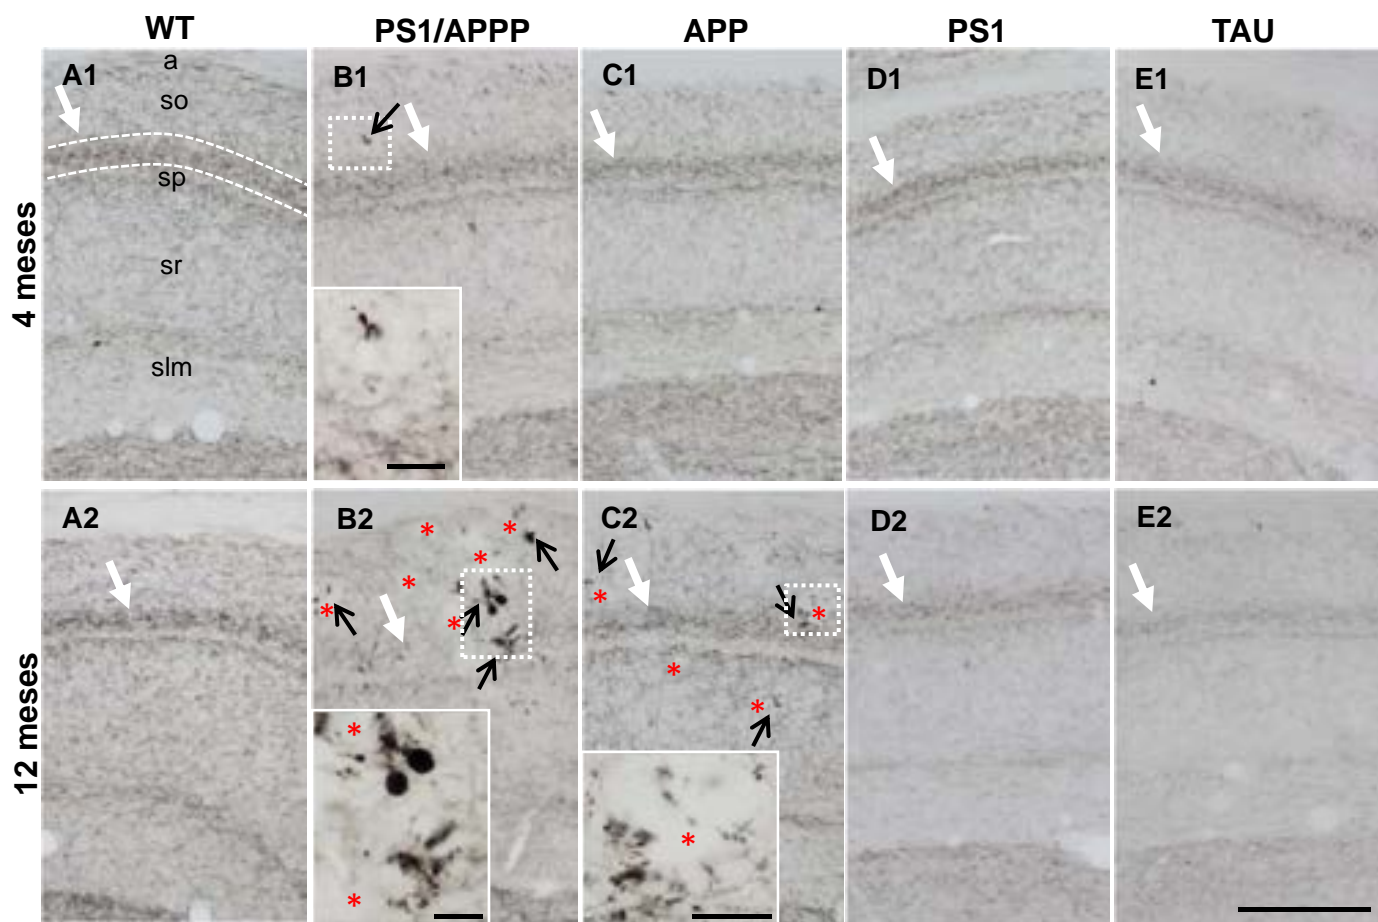 WT PS1/APPP APP PS1 TAU
4 meses
A1 B1 C1 D1 E1
a
so
sp
sr
slm
12 meses
A2 B2 C2 D2 E2
* * * * * * * *
* * * * *